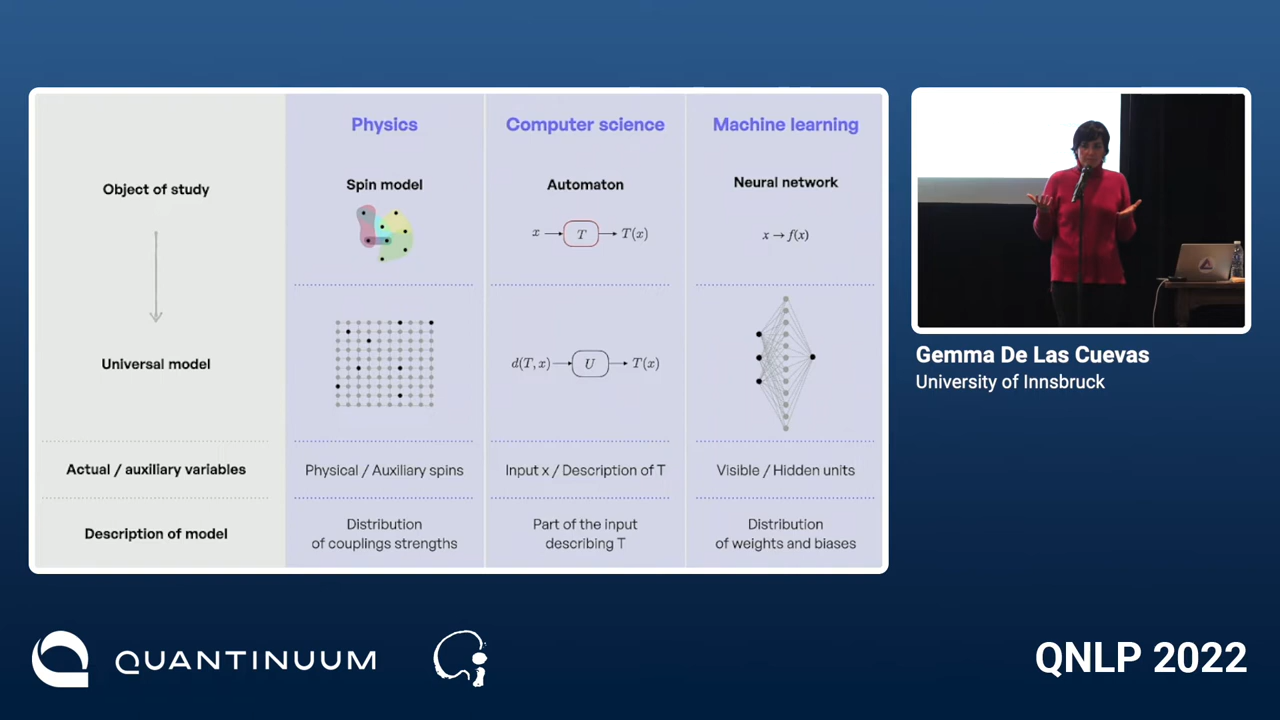 Physics
Computer science
Machine learning
Object of study
Spin model
Automaton
Neural network
x → T → T(x)
x → f(x)
Universal model
d(T, x) → U → T(x)
Actual / auxiliary variables
Physical / Auxiliary spins
Input x / Description of T
Visible / Hidden units
Description of model
Distribution
of couplings strengths
Part of the input
describing T
Distribution
of weights and biases
Gemma De Las Cuevas
University of Innsbruck
QUANTINUUM
QNLP 2022